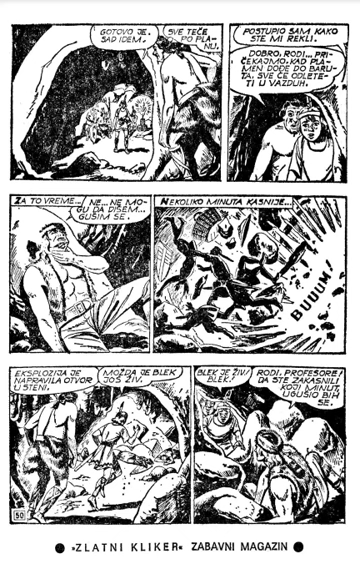 GOTOVO JE.
SAD IDEM.
SVE TEČE
PO PLA-
NU.
POSTUPIO SAM KAKO
STE MI REKLI.
DOBRO, RODI... PRI-
ČEKAJMO. KAD PLA-
MEN DOĐE DO BARU-
TA, SVE ĆE ODLETE-
TI U VAZDUH.
ZA TO VREME...
NE... NE MO-
GU DA DIŠEM...
GUŠIM SE.
NEKOLIKO MINUTA KASNIJE...
BUUUM!
EKSPLOZIJA JE
NAPRAVILA OTVOR
U STENI.
MOŽDA JE BLEK
JOŠ ŽIV.
BLEK JE ŽIV!
BLEK!
RODI, PROFESORE!
DA STE ZAKASNILI
KOJI MINUT,
UGUŠIO BIH
SE.
50
● »ZLATNI KLIKER« ZABAVNI MAGAZIN ●